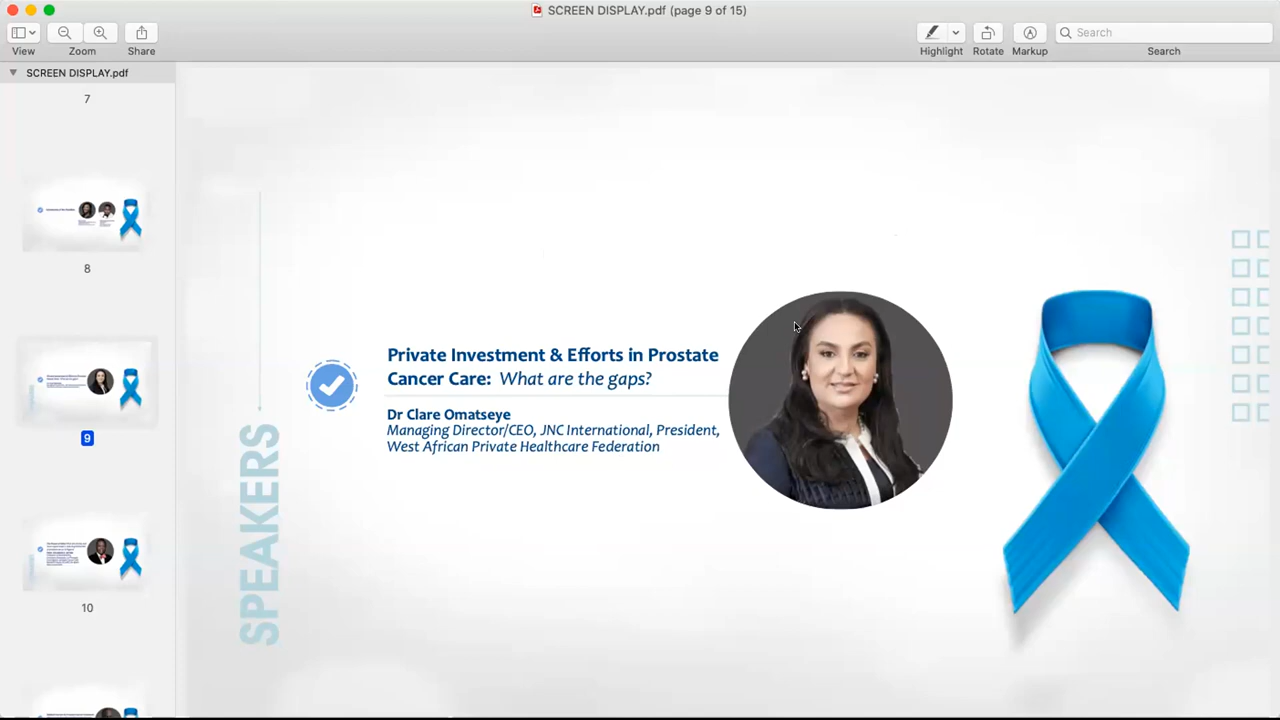 SCREEN DISPLAY.pdf (page 9 of 15)
View
Zoom
Share
Highlight
Rotate
Markup
Search
Search
SCREEN DISPLAY.pdf
7
8
9
10
SPEAKERS
Private Investment & Efforts in Prostate
Cancer Care: What are the gaps?
Dr Clare Omatseye
Managing Director/CEO, JNC International, President,
West African Private Healthcare Federation